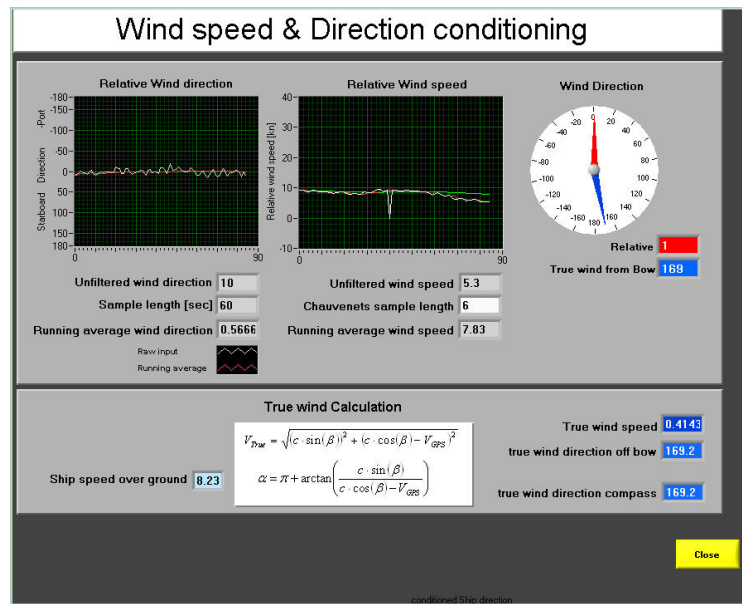 Wind speed & Direction conditioning
Relative Wind direction
Relative Wind speed
Wind Direction
Starboard Direction -Port
-180
-150
-100
-50
0
50
100
150
180
0
90
Relative wind speed [kn]
40
30
20
10
0
-10
0
90
0
20
40
60
80
100
120
140
160
180
-160
-140
-120
-100
-80
-60
-40
-20
Relative 1
True wind from Bow 169
Unfiltered wind direction 10
Sample length [sec] 60
Running average wind direction 0.5666
Raw input
Running average
Unfiltered wind speed 5.3
Chauvenets sample length 6
Running average wind speed 7.83
True wind Calculation
Ship speed over ground 8.23
V_True = √((c·sin(β))² + (c·cos(β) − V_GPS)²)
α = π + arctan(c·sin(β) / (c·cos(β) − V_GPS))
True wind speed 0.4143
true wind direction off bow 169.2
true wind direction compass 169.2
Close
conditioned Ship direction